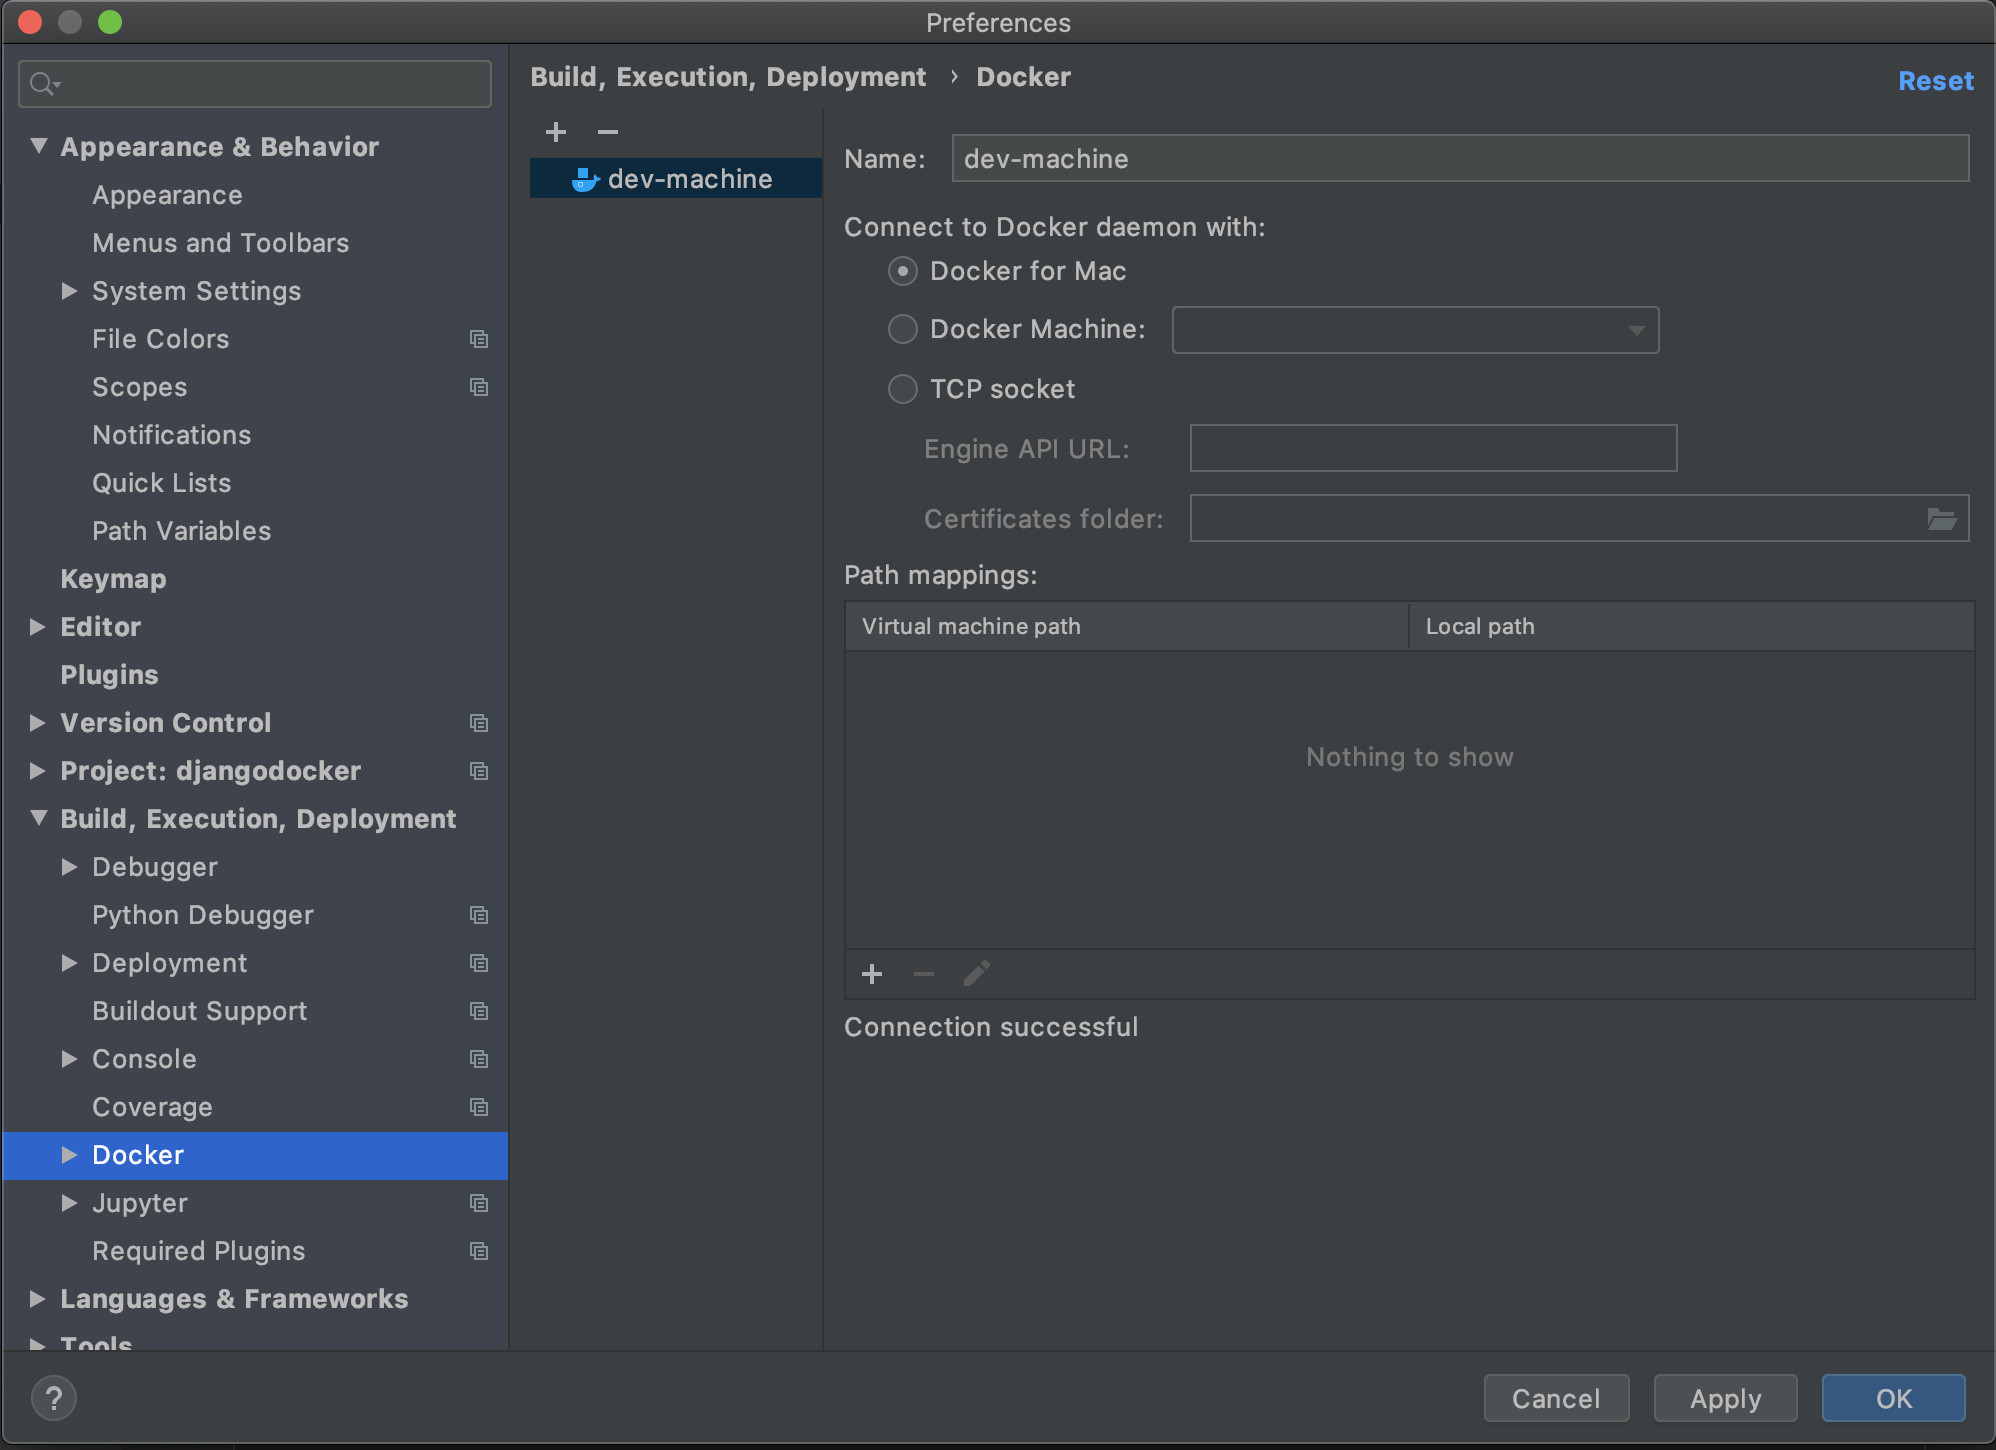 Preferences
Appearance & Behavior
Appearance
Menus and Toolbars
System Settings
File Colors
Scopes
Notifications
Quick Lists
Path Variables
Keymap
Editor
Plugins
Version Control
Project: djangodocker
Build, Execution, Deployment
Debugger
Python Debugger
Deployment
Buildout Support
Console
Coverage
Docker
Jupyter
Required Plugins
Languages & Frameworks
Tools
Build, Execution, Deployment › Docker
Reset
dev-machine
Name: dev-machine
Connect to Docker daemon with:
Docker for Mac
Docker Machine:
TCP socket
Engine API URL:
Certificates folder:
Path mappings:
Virtual machine path Local path
Nothing to show
Connection successful
? Cancel Apply OK